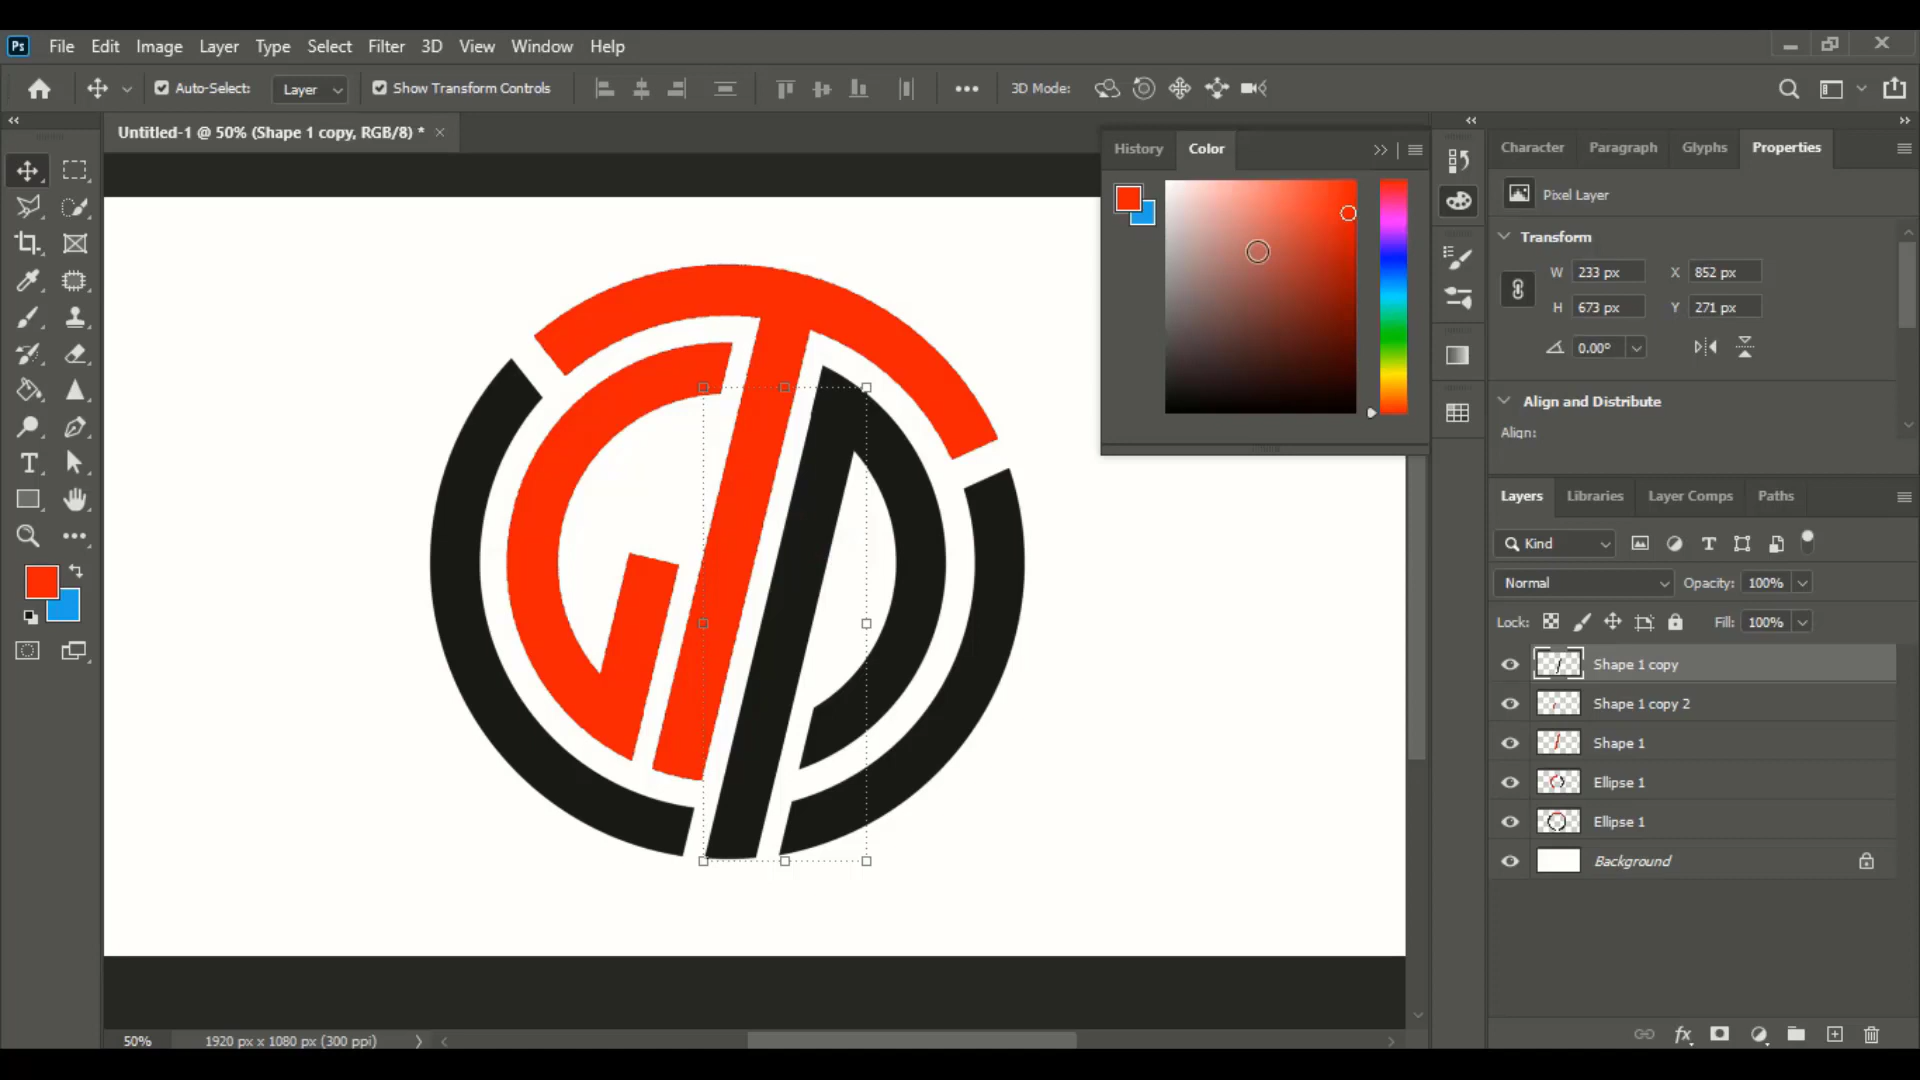 Ps File Edit Image Layer Type Select Filter 3D View Window Help
Auto-Select: Layer Show Transform Controls 3D Mode:
Untitled-1 @ 50% (Shape 1 copy, RGB/8) *
History Color
Character Paragraph Glyphs Properties
Pixel Layer
Transform
W 233 px X 852 px
H 673 px Y 271 px
0.00°
Align and Distribute
Align:
Layers Libraries Layer Comps Paths
Kind
Normal Opacity: 100%
Lock: Fill: 100%
Shape 1 copy
Shape 1 copy 2
Shape 1
Ellipse 1
Ellipse 1
Background
fx
50% 1920 px x 1080 px (300 ppi)